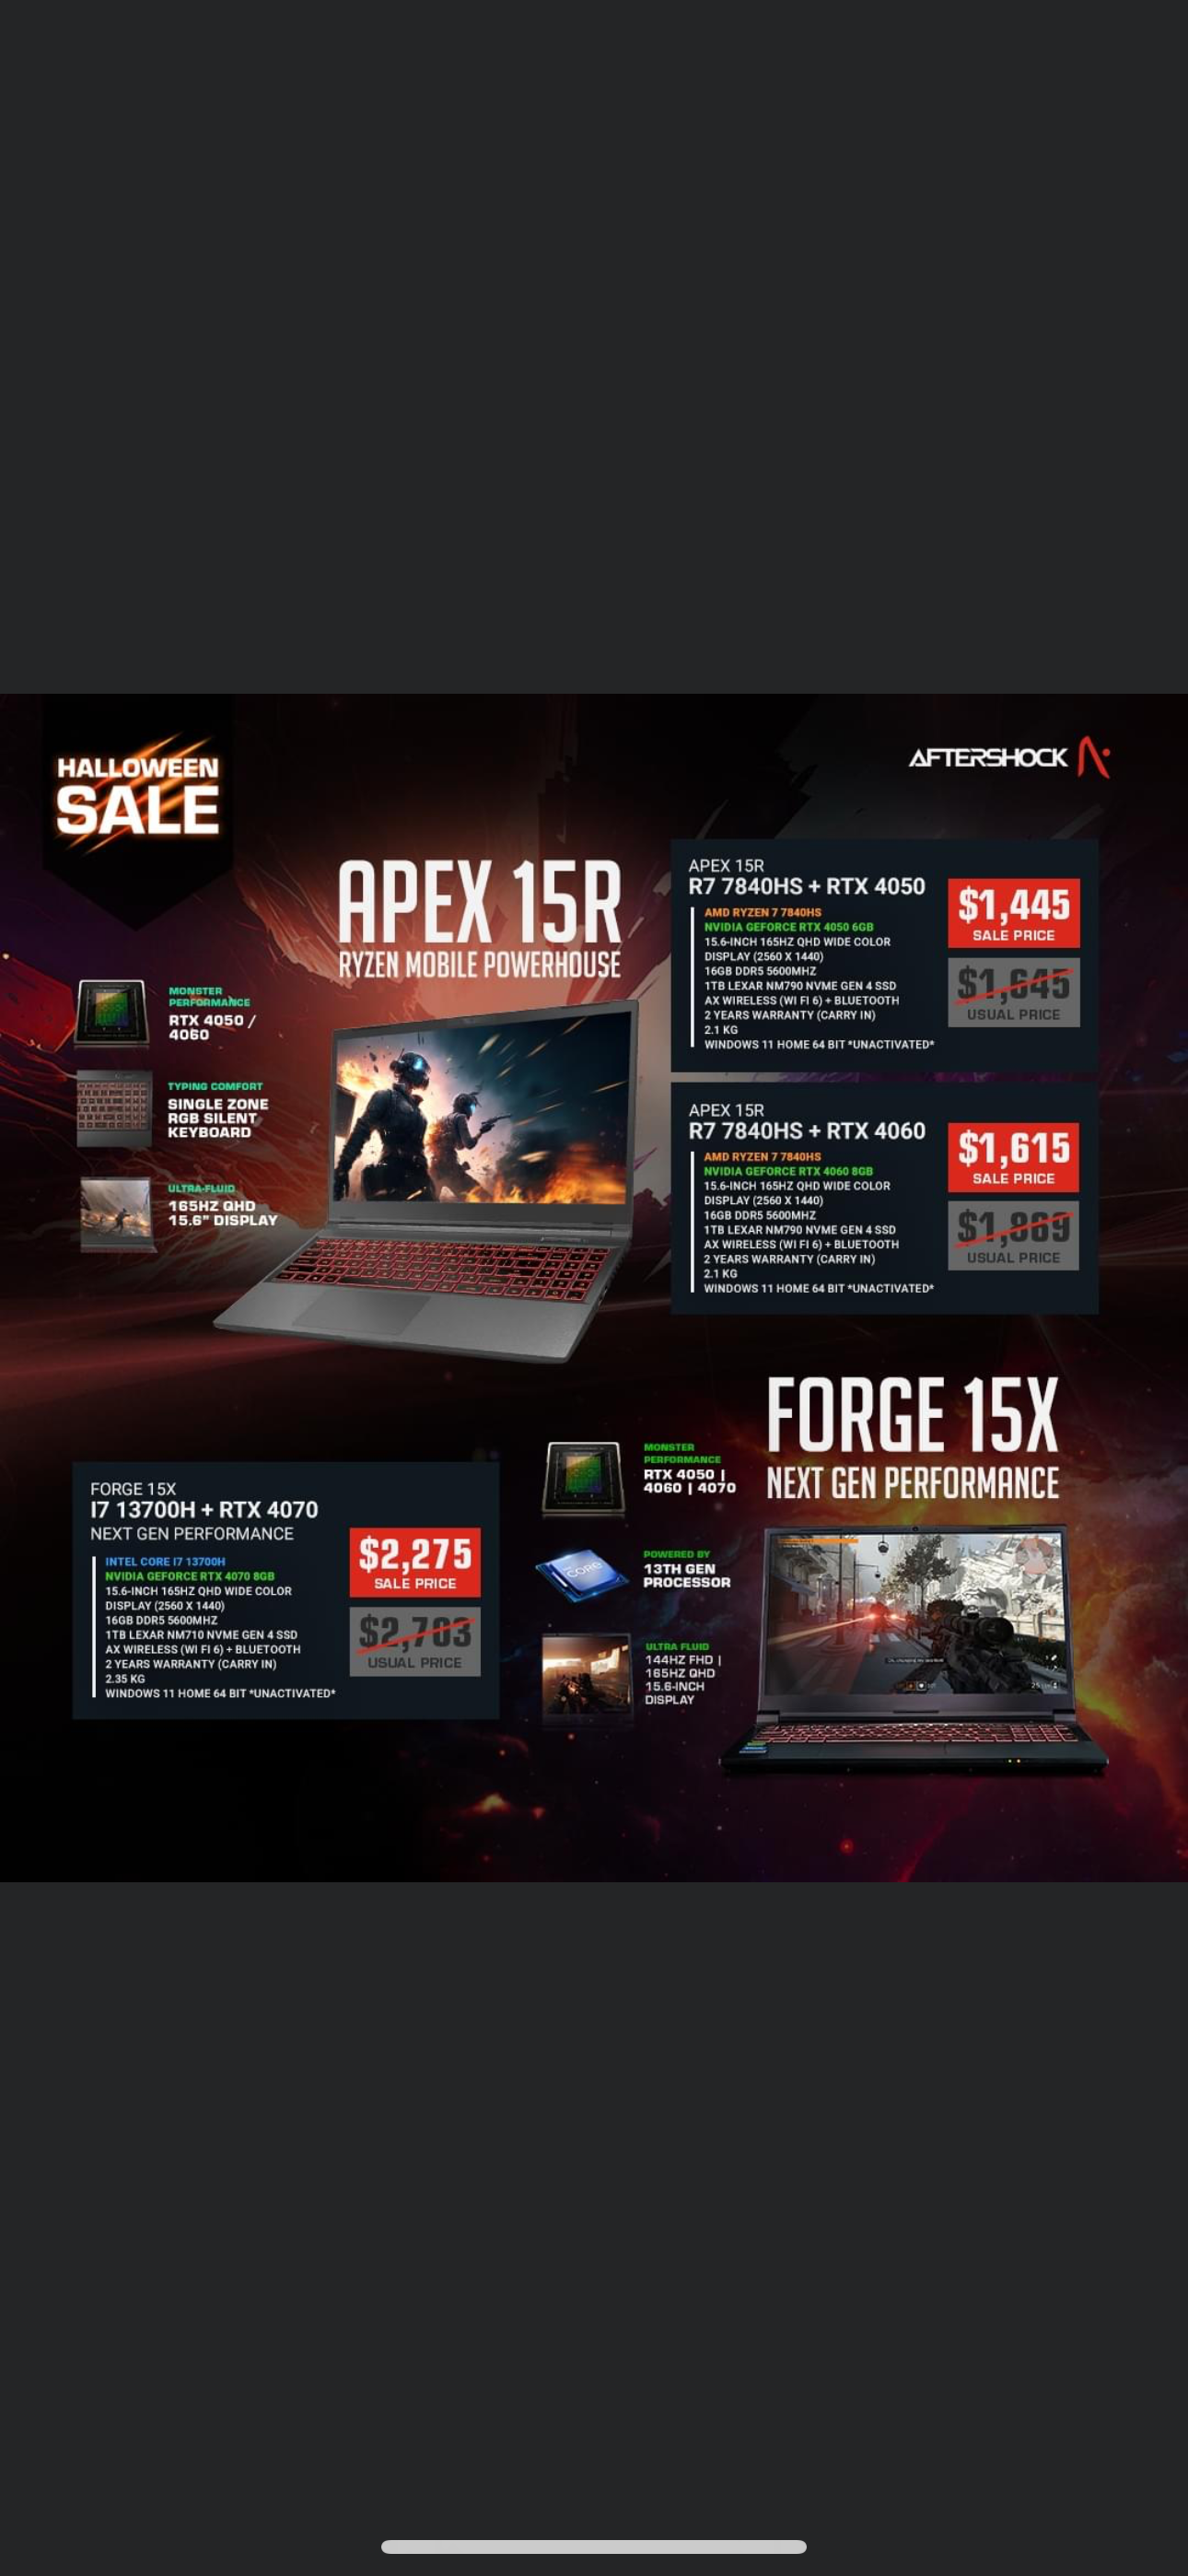 HALLOWEEN
SALE
AFTERSHOCK
APEX 15R
RYZEN MOBILE POWERHOUSE
MONSTER
PERFORMANCE
RTX 4050 /
4060
TYPING COMFORT
SINGLE ZONE
RGB SILENT
KEYBOARD
ULTRA-FLUID
165HZ QHD
15.6" DISPLAY
APEX 15R
R7 7840HS + RTX 4050
AMD RYZEN 7 7840HS
NVIDIA GEFORCE RTX 4050 6GB
15.6-INCH 165HZ QHD WIDE COLOR
DISPLAY (2560 X 1440)
16GB DDR5 5600MHZ
1TB LEXAR NM790 NVME GEN 4 SSD
AX WIRELESS (WI FI 6) + BLUETOOTH
2 YEARS WARRANTY (CARRY IN)
2.1 KG
WINDOWS 11 HOME 64 BIT *UNACTIVATED*
$1,445
SALE PRICE
$1,645
USUAL PRICE
APEX 15R
R7 7840HS + RTX 4060
AMD RYZEN 7 7840HS
NVIDIA GEFORCE RTX 4060 8GB
15.6-INCH 165HZ QHD WIDE COLOR
DISPLAY (2560 X 1440)
16GB DDR5 5600MHZ
1TB LEXAR NM790 NVME GEN 4 SSD
AX WIRELESS (WI FI 6) + BLUETOOTH
2 YEARS WARRANTY (CARRY IN)
2.1 KG
WINDOWS 11 HOME 64 BIT *UNACTIVATED*
$1,615
SALE PRICE
USUAL PRICE
FORGE 15X
NEXT GEN PERFORMANCE
MONSTER
PERFORMANCE
RTX 4050 |
4060 | 4070
POWERED BY
13TH GEN
PROCESSOR
CORE
ULTRA FLUID
144HZ FHD |
165HZ QHD
15.6-INCH
DISPLAY
FORGE 15X
I7 13700H + RTX 4070
NEXT GEN PERFORMANCE
INTEL CORE I7 13700H
NVIDIA GEFORCE RTX 4070 8GB
15.6-INCH 165HZ QHD WIDE COLOR
DISPLAY (2560 X 1440)
16GB DDR5 5600MHZ
1TB LEXAR NM710 NVME GEN 4 SSD
AX WIRELESS (WI FI 6) + BLUETOOTH
2 YEARS WARRANTY (CARRY IN)
2.35 KG
WINDOWS 11 HOME 64 BIT *UNACTIVATED*
$2,275
SALE PRICE
$2,703
USUAL PRICE